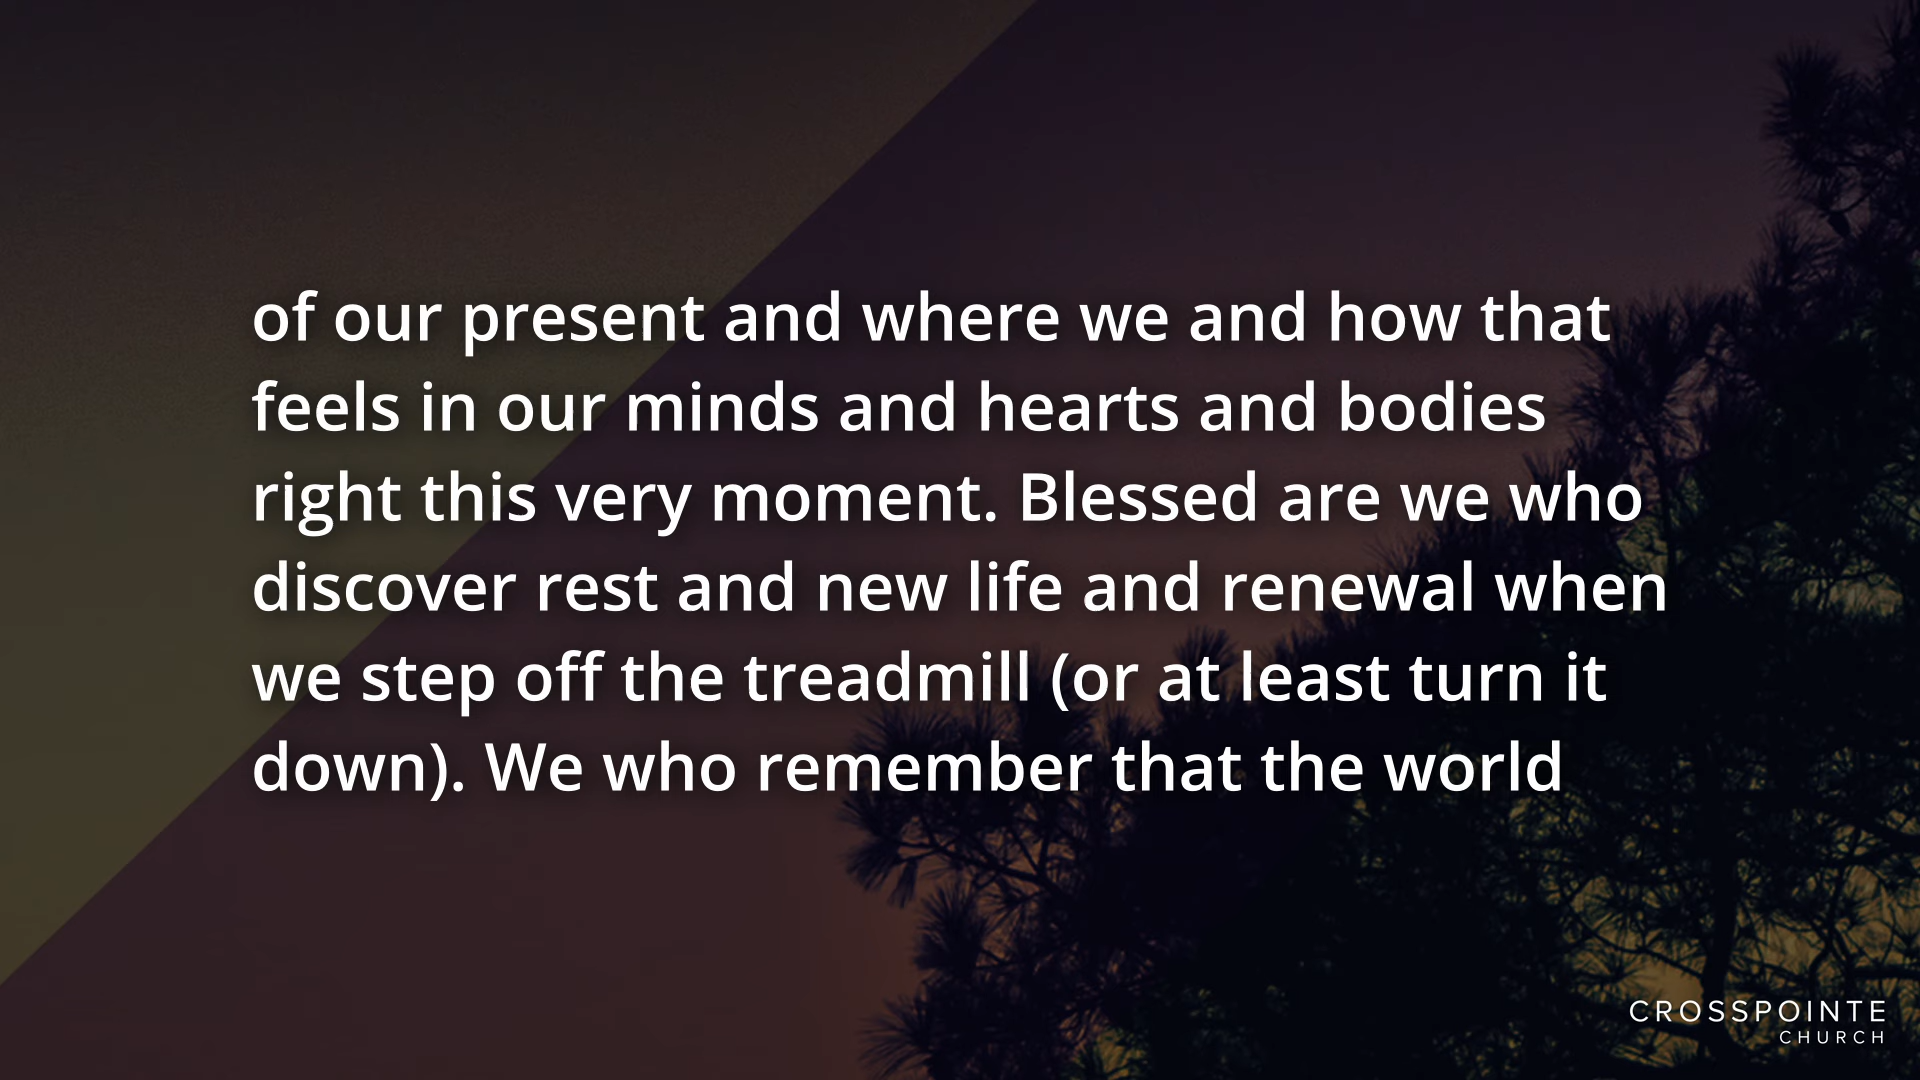 of our present and where we and how that
feels in our minds and hearts and bodies
right this very moment. Blessed are we who
discover rest and new life and renewal when
we step off the treadmill (or at least turn it
down). We who remember that the world
CROSSPOINTE
CHURCH